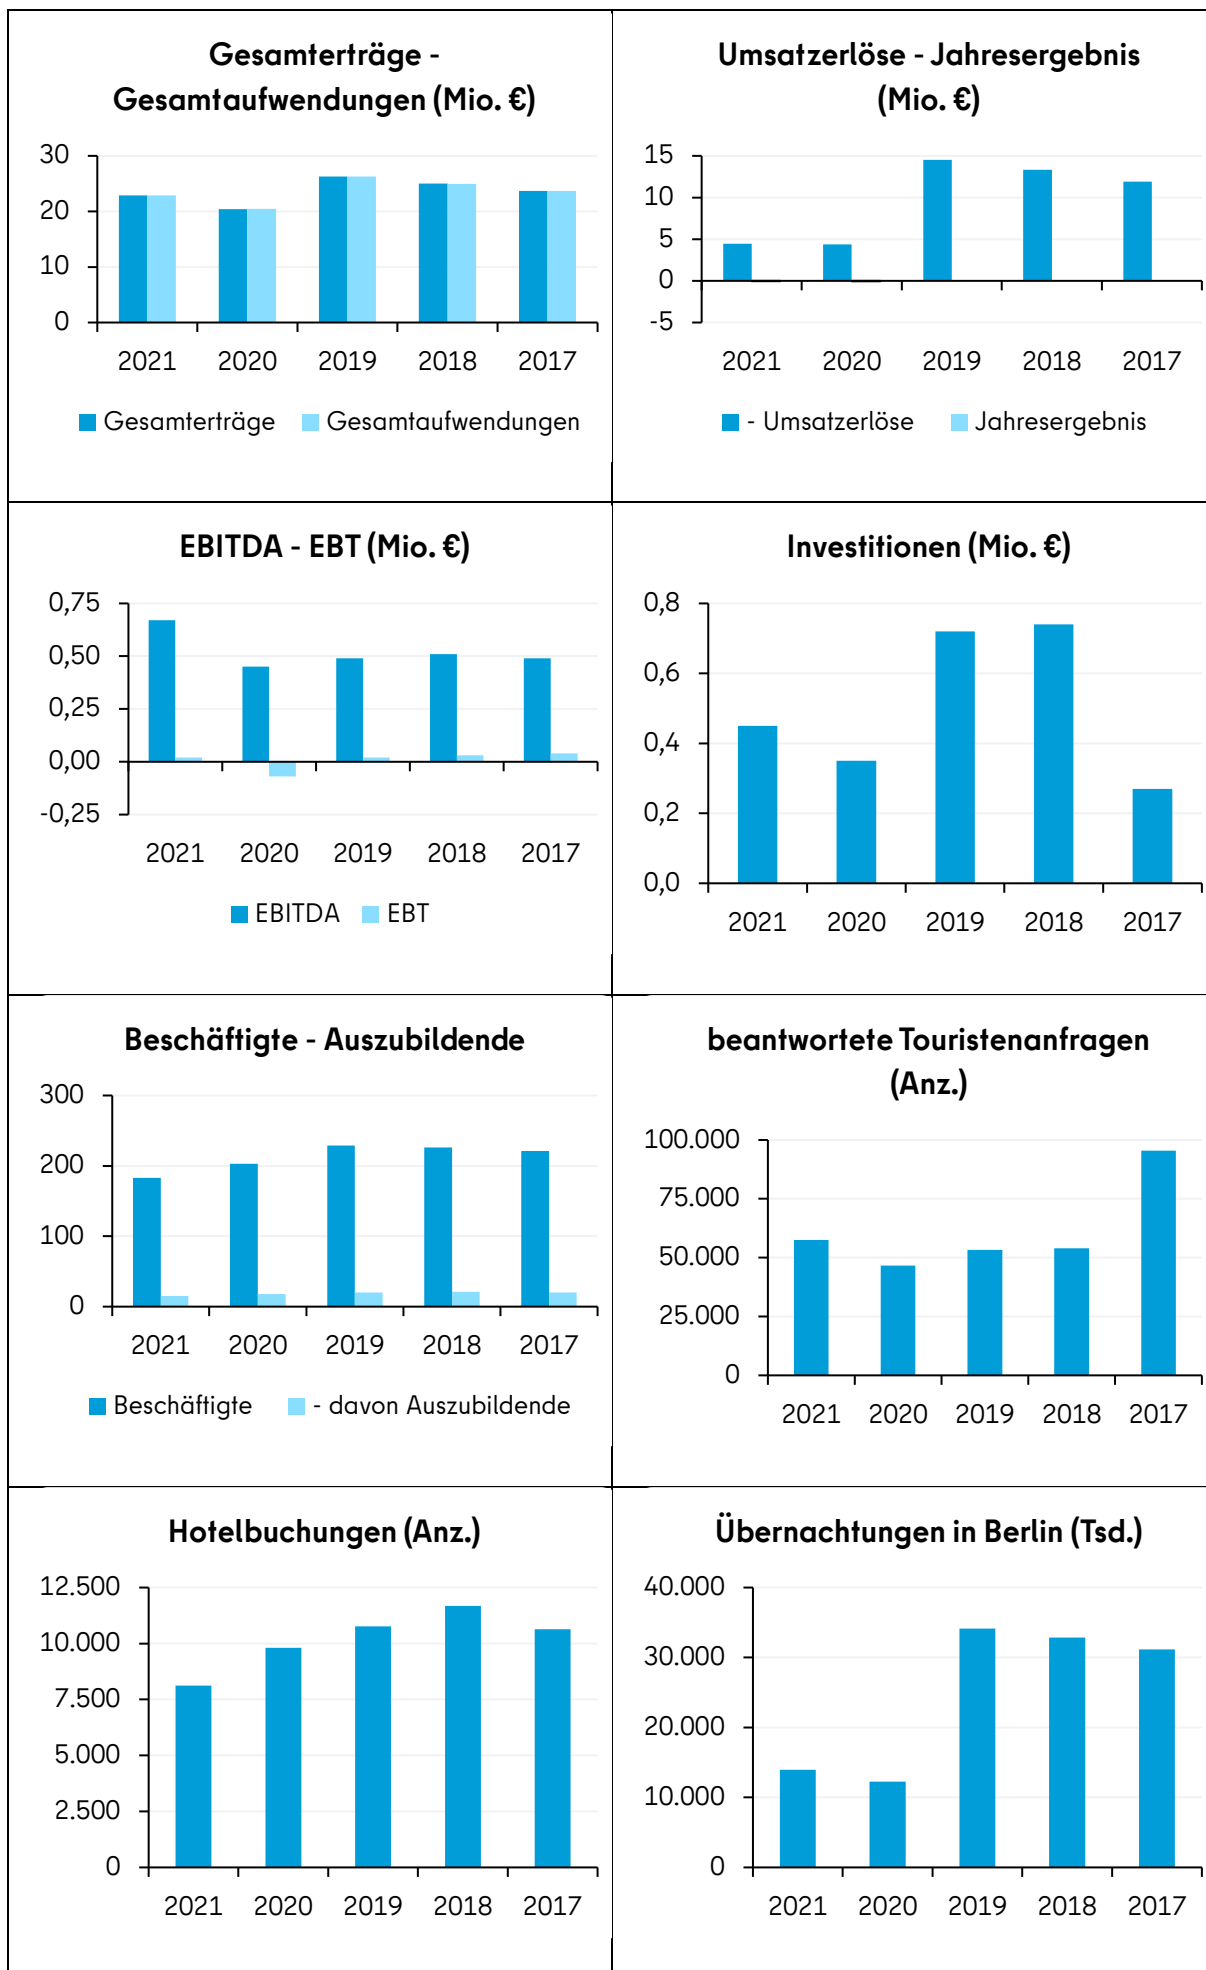 Gesamterträge -
Gesamtaufwendungen (Mio. €)
30
20
10
0
2021 2020 2019 2018 2017
Gesamterträge Gesamtaufwendungen
Umsatzerlöse - Jahresergebnis
(Mio. €)
15
10
5
0
-5
2021 2020 2019 2018 2017
- Umsatzerlöse Jahresergebnis
EBITDA - EBT (Mio. €)
0,75
0,50
0,25
0,00
-0,25
2021 2020 2019 2018 2017
EBITDA EBT
Investitionen (Mio. €)
0,8
0,6
0,4
0,2
0,0
2021 2020 2019 2018 2017
Beschäftigte - Auszubildende
300
200
100
0
2021 2020 2019 2018 2017
Beschäftigte - davon Auszubildende
beantwortete Touristenanfragen
(Anz.)
100.000
75.000
50.000
25.000
0
2021 2020 2019 2018 2017
Hotelbuchungen (Anz.)
12.500
10.000
7.500
5.000
2.500
0
2021 2020 2019 2018 2017
Übernachtungen in Berlin (Tsd.)
40.000
30.000
20.000
10.000
0
2021 2020 2019 2018 2017